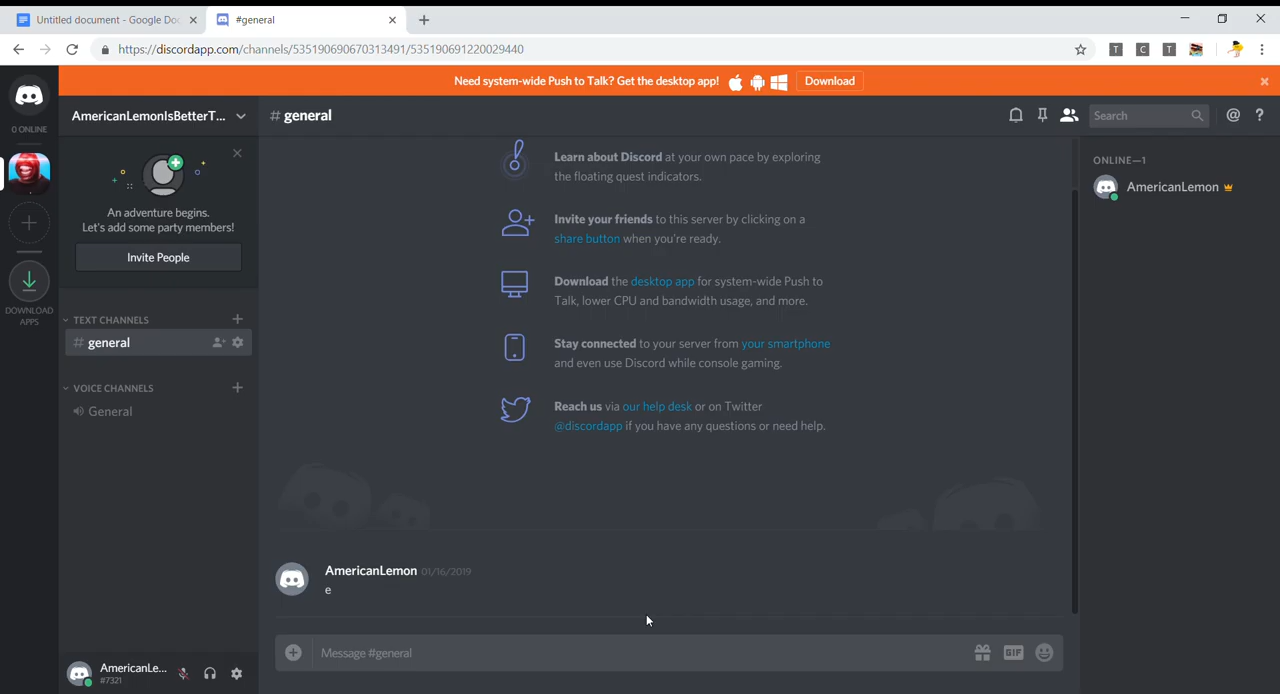 Untitled document - Google Doc
#general
https://discordapp.com/channels/535190690670313491/535190691220029440
T C T
Need system-wide Push to Talk? Get the desktop app! Download
0 ONLINE
DOWNLOAD
APPS
AmericanLemonIsBetterT...
An adventure begins.
Let's add some party members!
Invite People
TEXT CHANNELS
# general
VOICE CHANNELS
General
AmericanLe...
#7321
# general
Search
@ ?
Learn about Discord at your own pace by exploring
the floating quest indicators.
Invite your friends to this server by clicking on a
share button when you're ready.
Download the desktop app for system-wide Push to
Talk, lower CPU and bandwidth usage, and more.
Stay connected to your server from your smartphone
and even use Discord while console gaming.
Reach us via our help desk or on Twitter
@discordapp if you have any questions or need help.
AmericanLemon 01/16/2019
e
Message #general
GIF
ONLINE—1
AmericanLemon